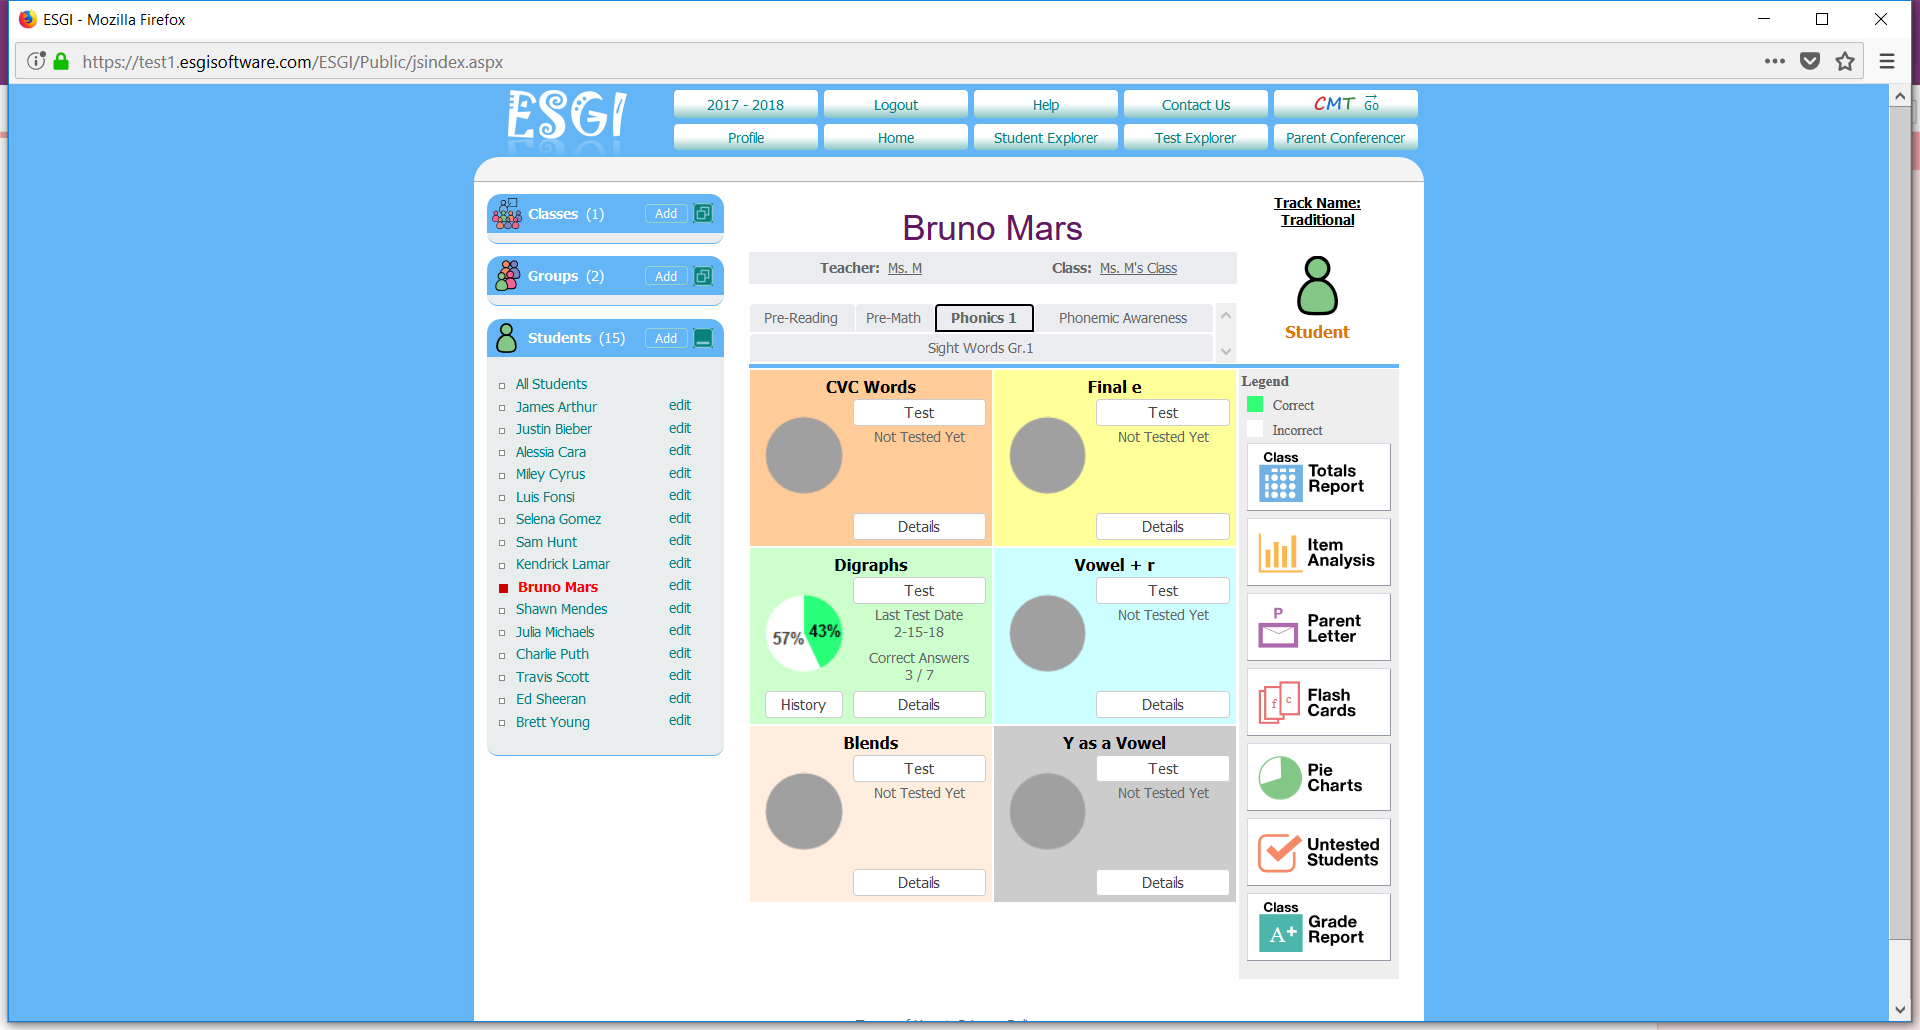 ESGI - Mozilla Firefox
https://test1.esgisoftware.com/ESGI/Public/jsindex.aspx
ESGI
2017 - 2018
Logout
Help
Contact Us
CMT Go
Profile
Home
Student Explorer
Test Explorer
Parent Conferencer
Classes (1)
Add
Groups (2)
Add
Students (15)
Add
All Students
James Arthur edit
Justin Bieber edit
Alessia Cara edit
Miley Cyrus edit
Luis Fonsi edit
Selena Gomez edit
Sam Hunt edit
Kendrick Lamar edit
Bruno Mars edit
Shawn Mendes edit
Julia Michaels edit
Charlie Puth edit
Travis Scott edit
Ed Sheeran edit
Brett Young edit
Bruno Mars
Teacher: Ms. M
Class: Ms. M's Class
Track Name:
Traditional
Student
Pre-Reading
Pre-Math
Phonics 1
Phonemic Awareness
Sight Words Gr.1
CVC Words
Test
Not Tested Yet
Details
Final e
Test
Not Tested Yet
Details
Digraphs
Test
57%
43%
Last Test Date
2-15-18
Correct Answers
3 / 7
History
Details
Vowel + r
Test
Not Tested Yet
Details
Blends
Test
Not Tested Yet
Details
Y as a Vowel
Test
Not Tested Yet
Details
Legend
Correct
Incorrect
Class
Totals
Report
Item
Analysis
P
Parent
Letter
f c
Flash
Cards
Pie
Charts
Untested
Students
Class
A+
Grade
Report